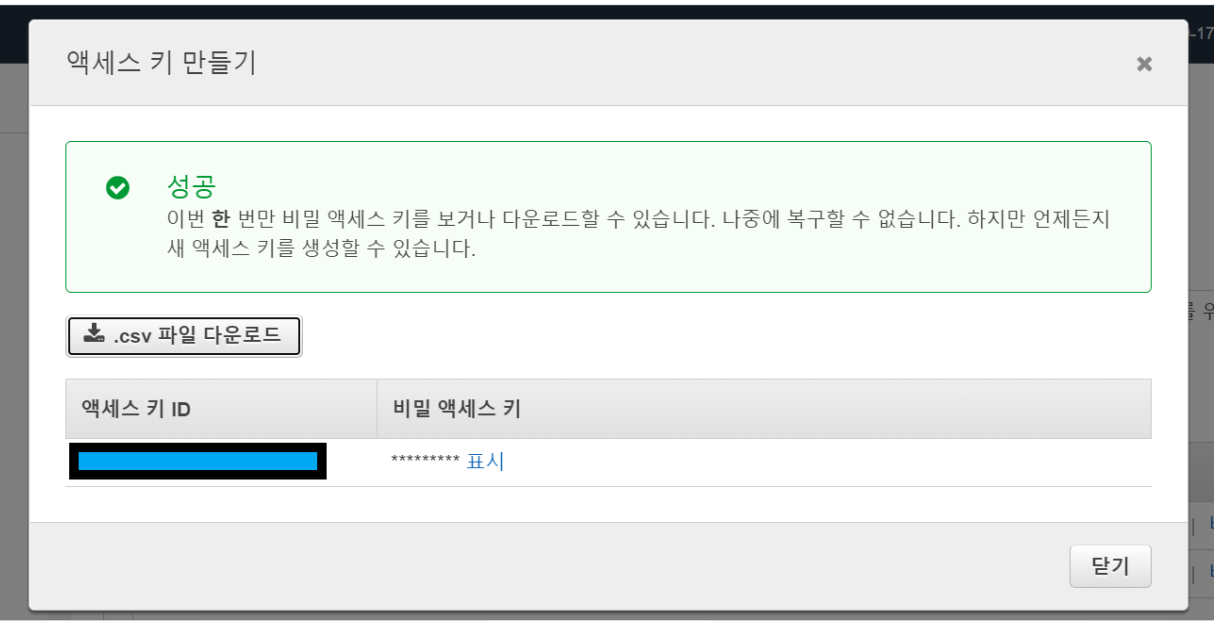 -17
액세스 키 만들기
성공
이번 한 번만 비밀 액세스 키를 보거나 다운로드할 수 있습니다. 나중에 복구할 수 없습니다. 하지만 언제든지
새 액세스 키를 생성할 수 있습니다.
.csv 파일 다운로드
액세스 키 ID
비밀 액세스 키
********* 표시
닫기